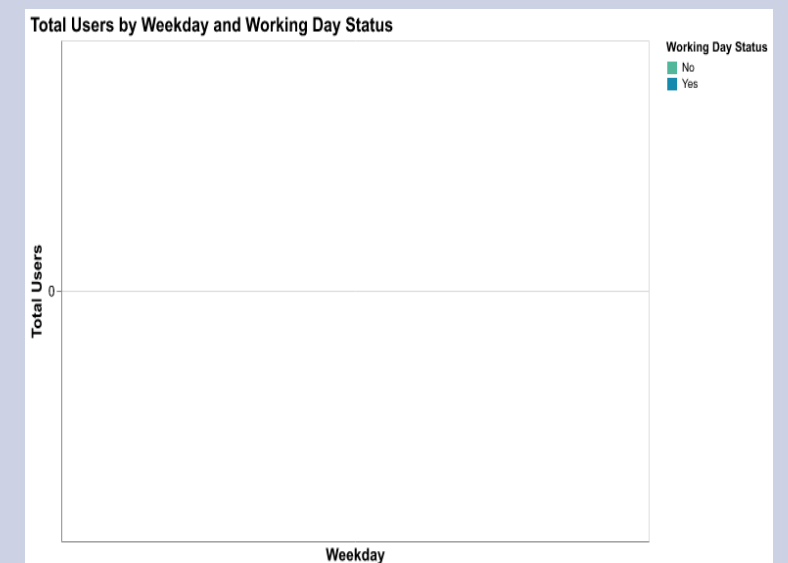 Total Users by Weekday and Working Day Status
Working Day Status
No
Yes
Total Users
0
Weekday